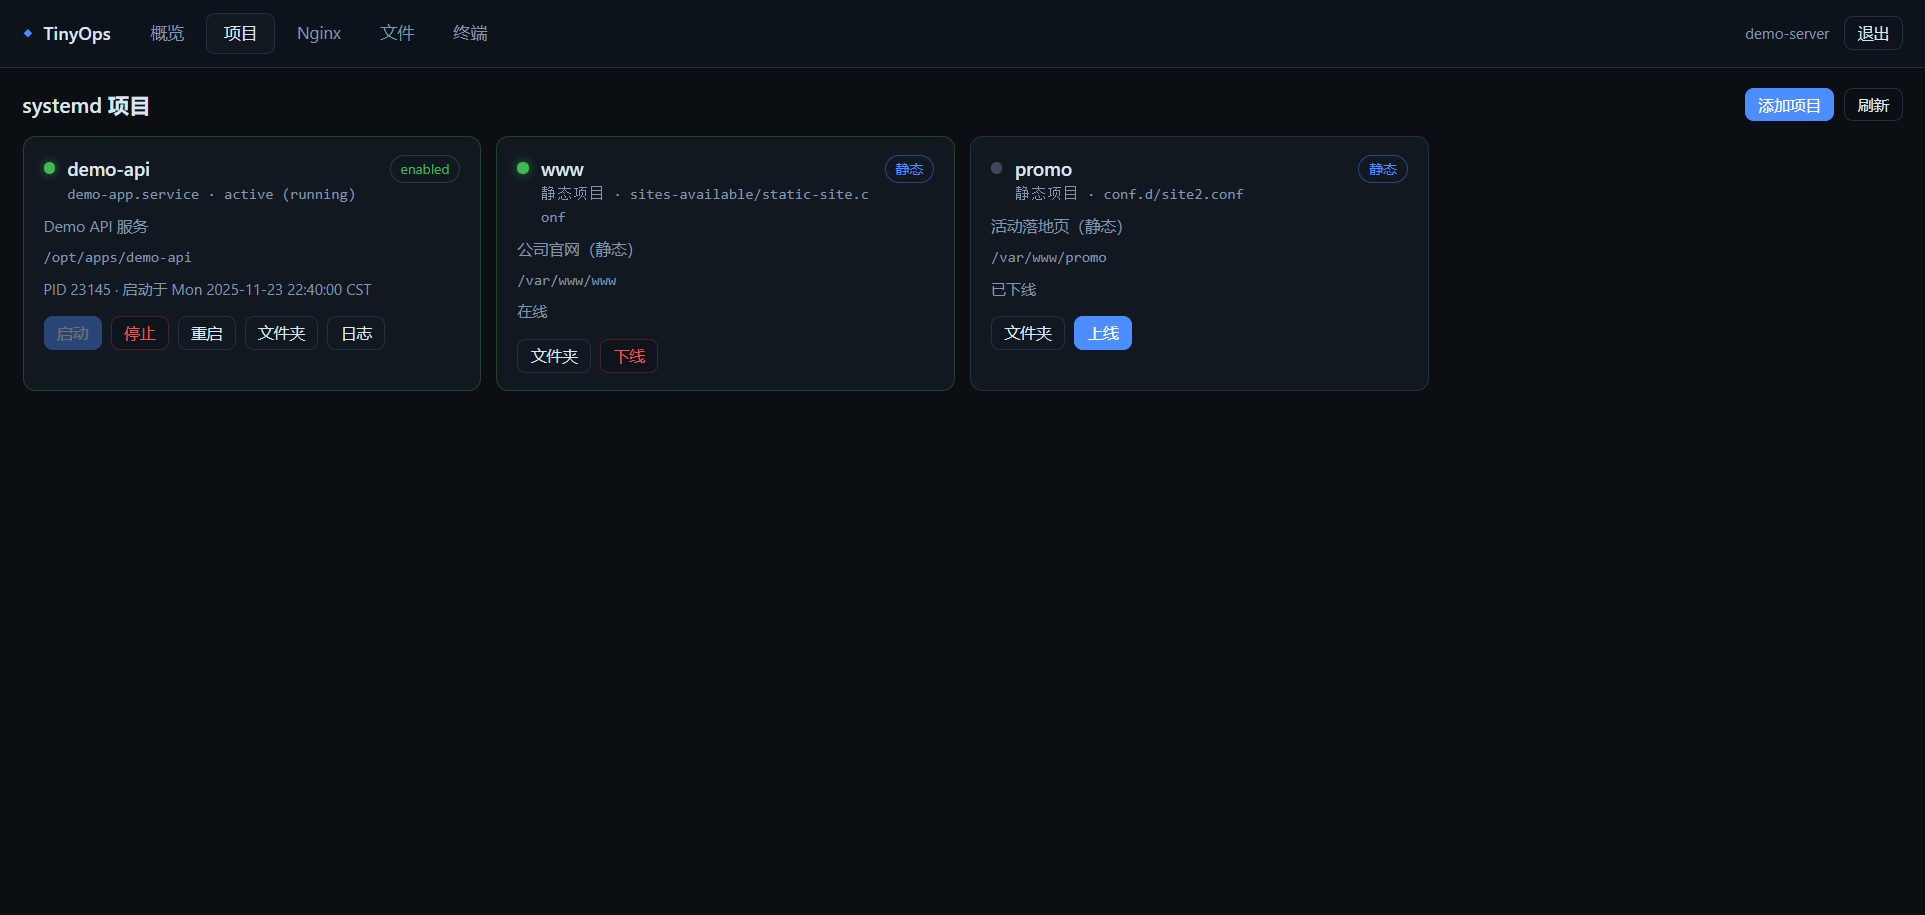 TinyOps 概览 项目 Nginx 文件 终端 demo-server 退出
systemd 项目 添加项目 刷新
demo-api enabled
demo-app.service · active (running)
Demo API 服务
/opt/apps/demo-api
PID 23145 · 启动于 Mon 2025-11-23 22:40:00 CST
启动 停止 重启 文件夹 日志
www 静态
静态项目 · sites-available/static-site.c
onf
公司官网（静态）
/var/www/www
在线
文件夹 下线
promo 静态
静态项目 · conf.d/site2.conf
活动落地页（静态）
/var/www/promo
已下线
文件夹 上线